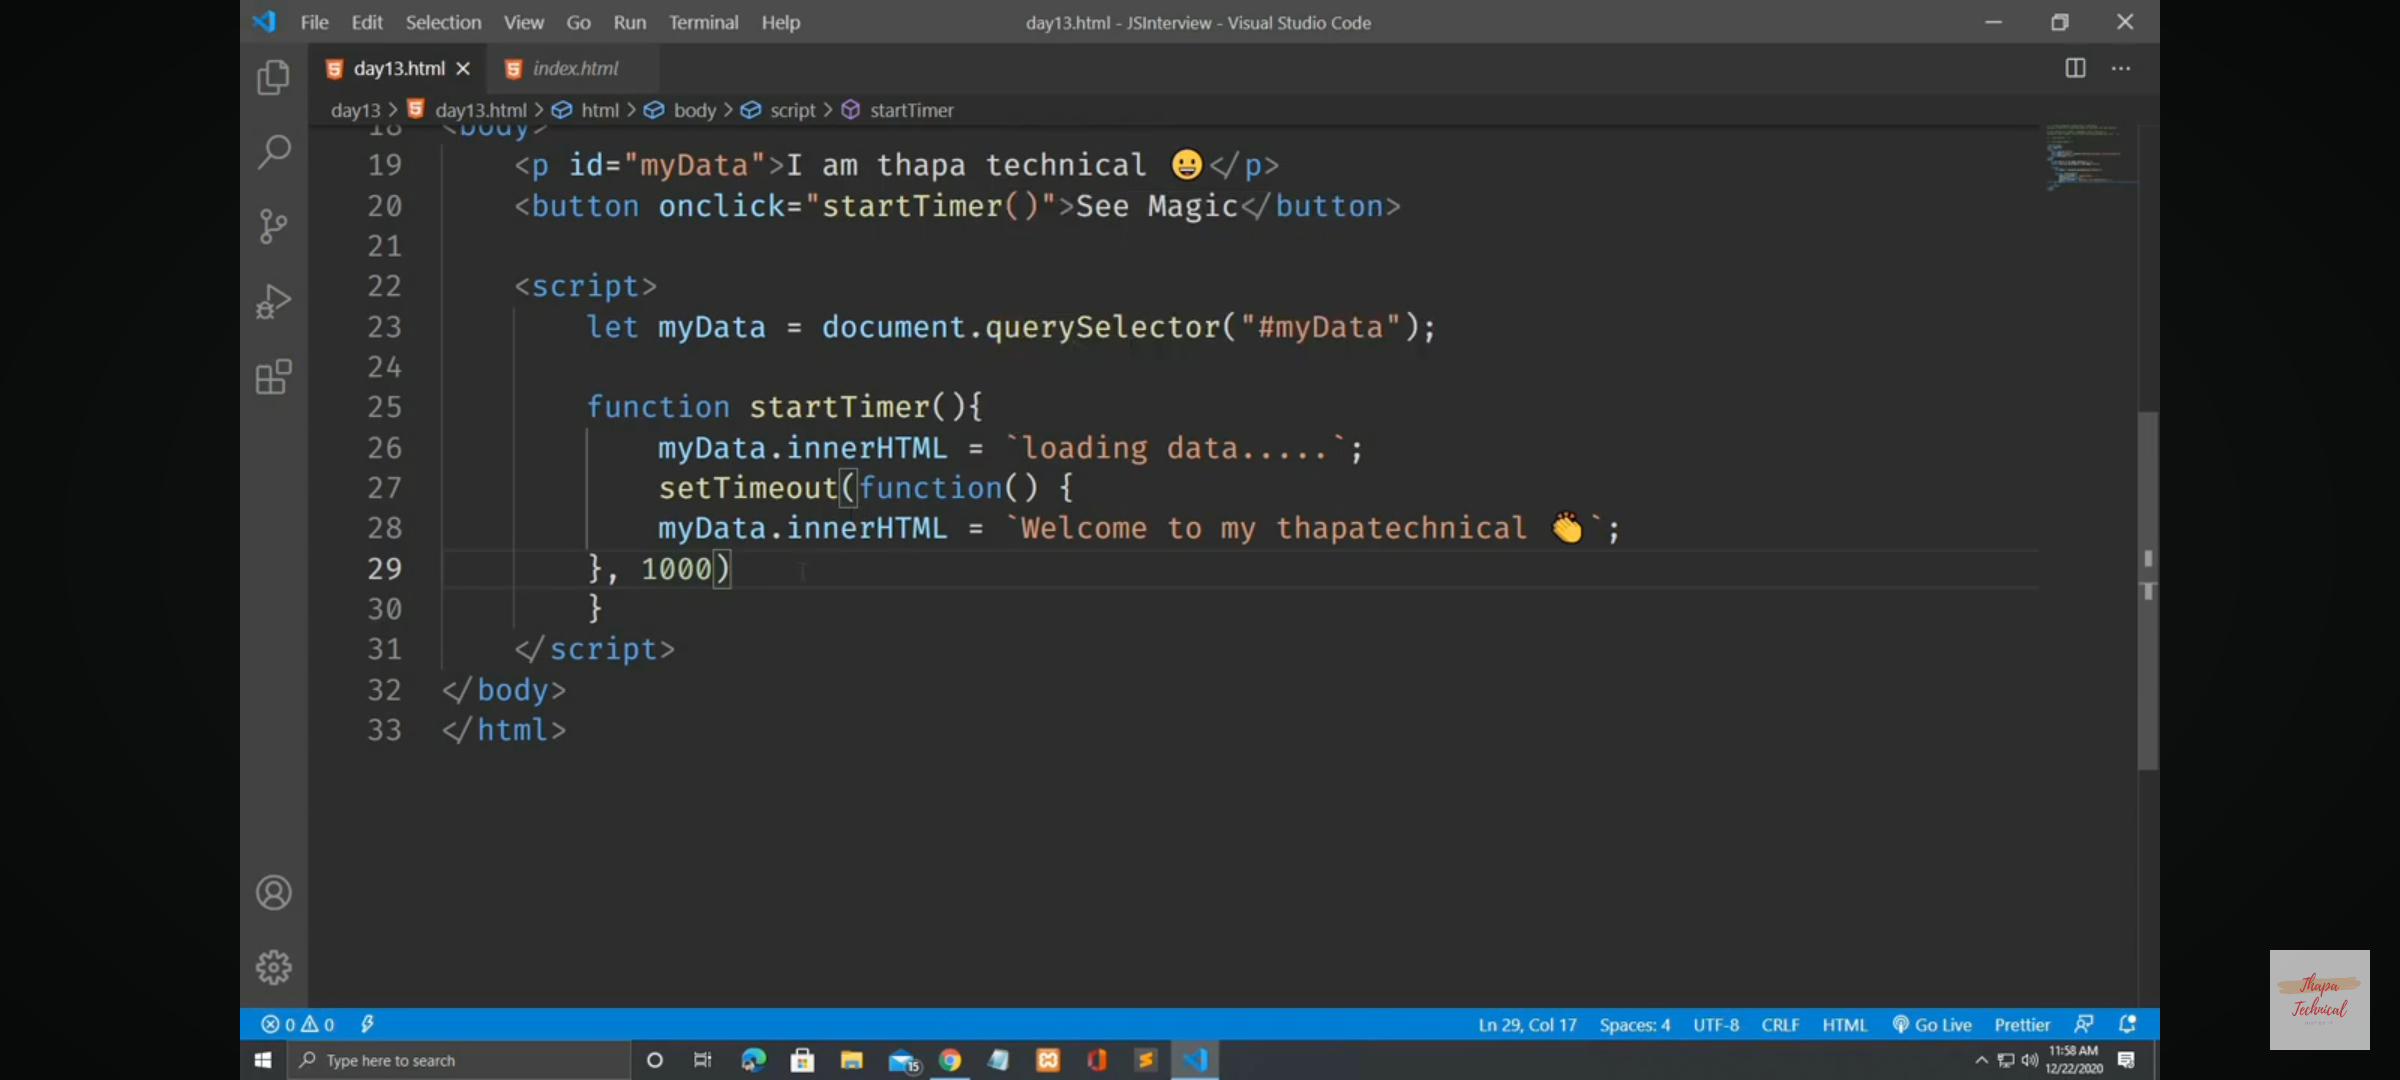 File Edit Selection View Go Run Terminal Help day13.html - JSInterview - Visual Studio Code
day13.html index.html
day13 > day13.html > html > body > script > startTimer
18 <body>
19 <p id="myData">I am thapa technical 😀</p>
20 <button onclick="startTimer()">See Magic</button>
21
22 <script>
23 let myData = document.querySelector("#myData");
24
25 function startTimer(){
26 myData.innerHTML = `loading data.....`;
27 setTimeout(function() {
28 myData.innerHTML = `Welcome to my thapatechnical 👏`;
29 }, 1000)
30 }
31 </script>
32 </body>
33 </html>
Thapa
Technical
0 0 Ln 29, Col 17 Spaces: 4 UTF-8 CRLF HTML Go Live Prettier
Type here to search 15 11:58 AM
12/22/2020